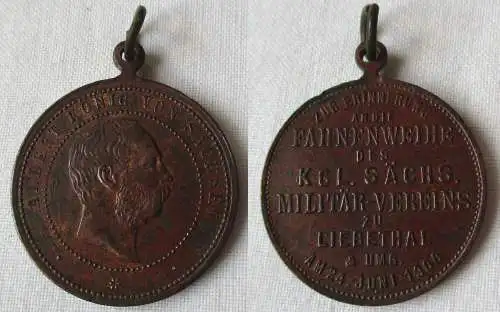 ALBERT KÖNIG VON SACHSEN
ZUR ERINNERUNG
AN DIE
FAHNENWEIHE
DES
KGL. SÄCHS.
MILITÄR-VEREINS
ZU
LIEBETHAL
& UMG.
AM 24. JUNI 1900